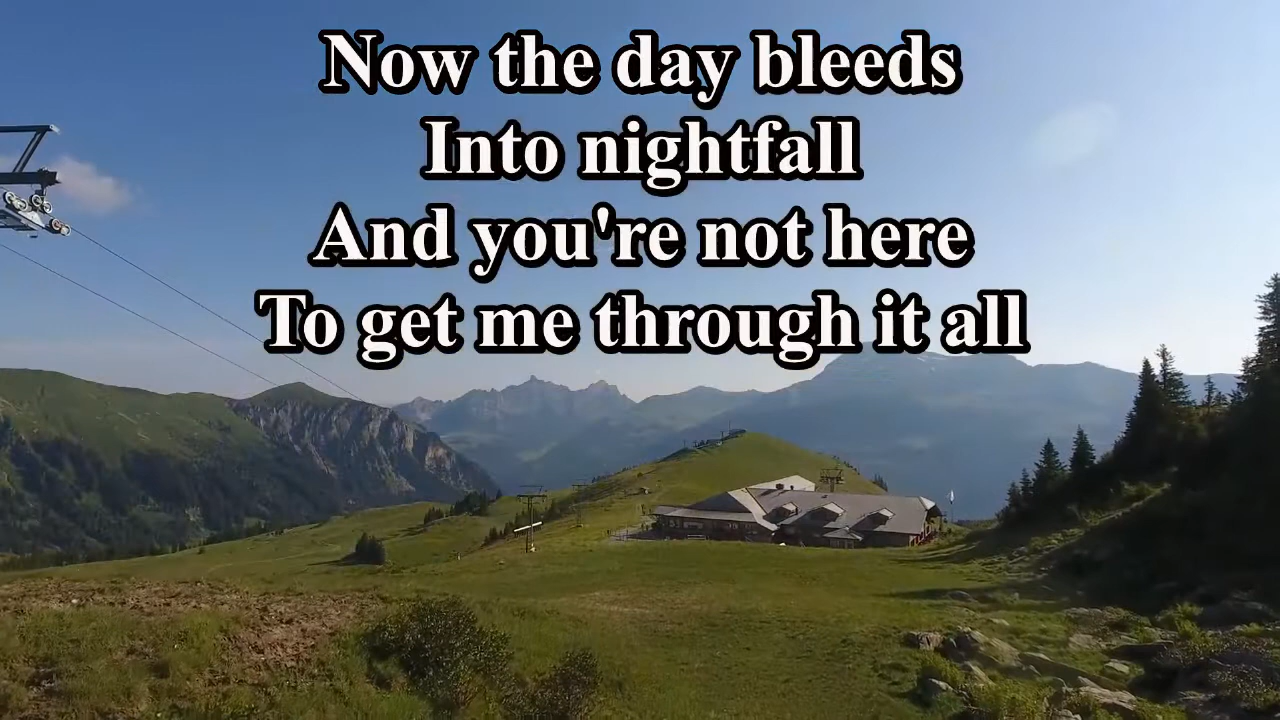 Now the day bleeds
Into nightfall
And you're not here
To get me through it all